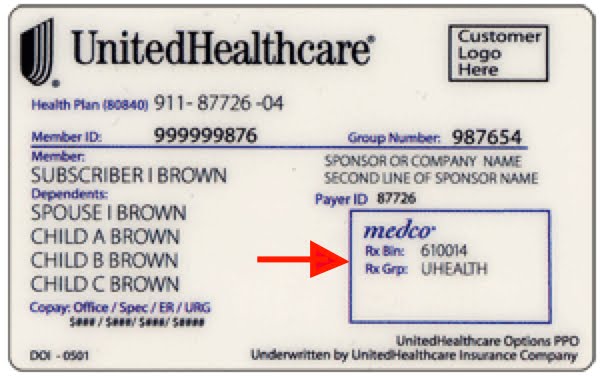 UnitedHealthcare®
Customer
Logo
Here
Health Plan (80840) 911- 87726 -04
Member ID: 999999876 Group Number: 987654
Member:
SUBSCRIBER I BROWN
Dependents:
SPOUSE I BROWN
CHILD A BROWN
CHILD B BROWN
CHILD C BROWN
SPONSOR OR COMPANY NAME
SECOND LINE OF SPONSOR NAME
Payer ID 87726
medco®
Rx Bin: 610014
Rx Grp: UHEALTH
Copay: Office / Spec / ER / URG
$### / $###/ $###/ $####
UnitedHealthcare Options PPO
DOI - 0501 Underwritten by UnitedHealthcare Insurance Company